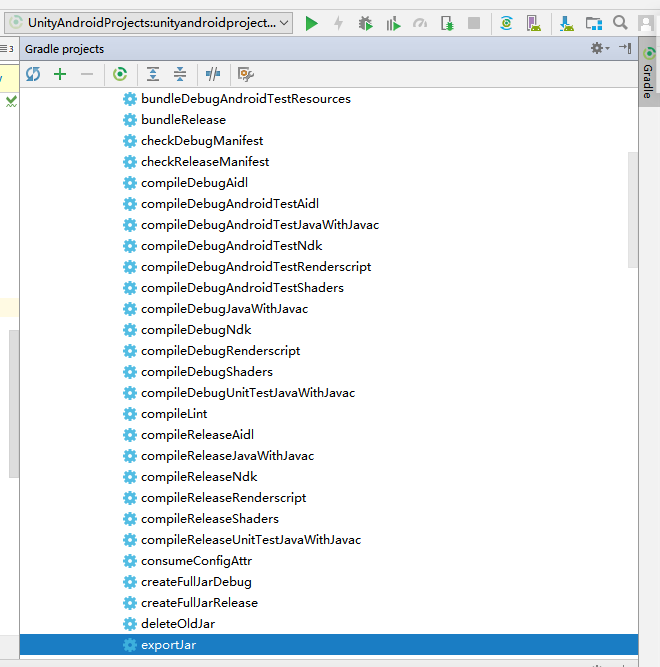 UnityAndroidProjects:unityandroidproject...
3
Gradle projects
Gradle
bundleDebugAndroidTestResources
bundleRelease
checkDebugManifest
checkReleaseManifest
compileDebugAidl
compileDebugAndroidTestAidl
compileDebugAndroidTestJavaWithJavac
compileDebugAndroidTestNdk
compileDebugAndroidTestRenderscript
compileDebugAndroidTestShaders
compileDebugJavaWithJavac
compileDebugNdk
compileDebugRenderscript
compileDebugShaders
compileDebugUnitTestJavaWithJavac
compileLint
compileReleaseAidl
compileReleaseJavaWithJavac
compileReleaseNdk
compileReleaseRenderscript
compileReleaseShaders
compileReleaseUnitTestJavaWithJavac
consumeConfigAttr
createFullJarDebug
createFullJarRelease
deleteOldJar
exportJar